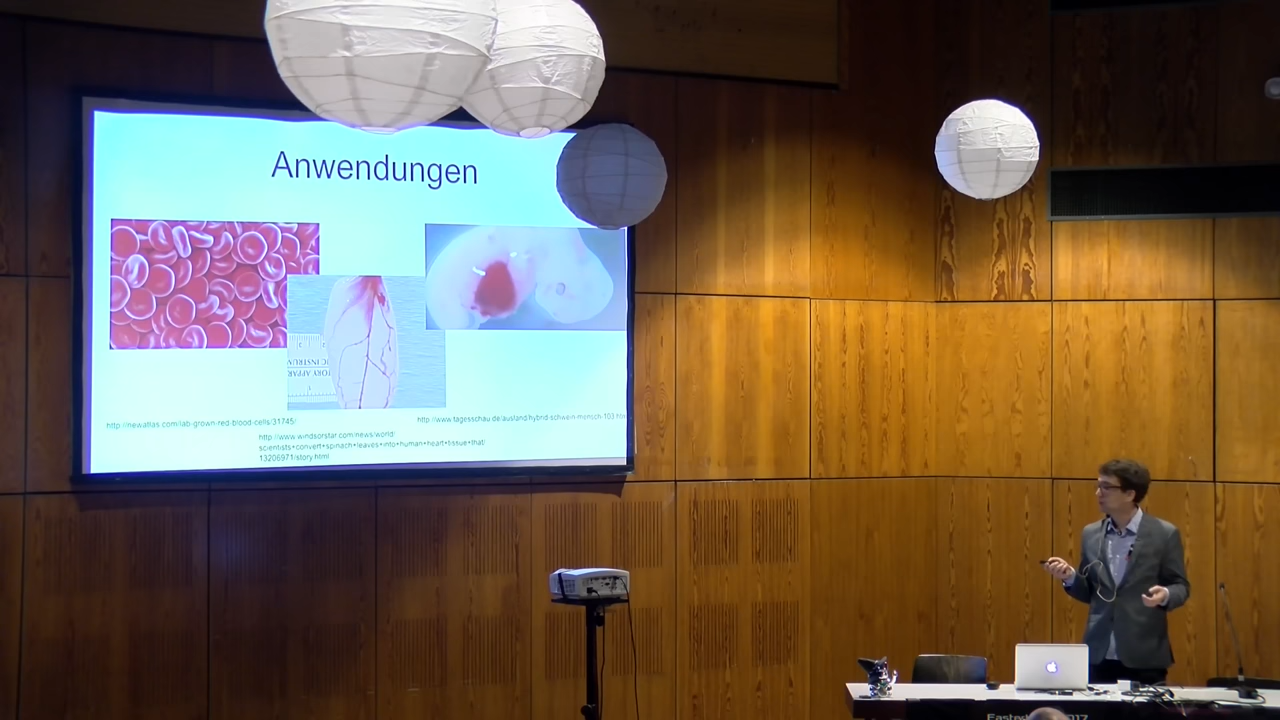 Anwendungen
http://newatlas.com/lab-grown-red-blood-cells/31745/
http://www.tagesschau.de/ausland/hybrid-schwein-mensch-103.htm
http://www.windsorstar.com/news/world/
scientists+convert+spinach+leaves+into+human+heart+tissue+that/
13206971/story.html